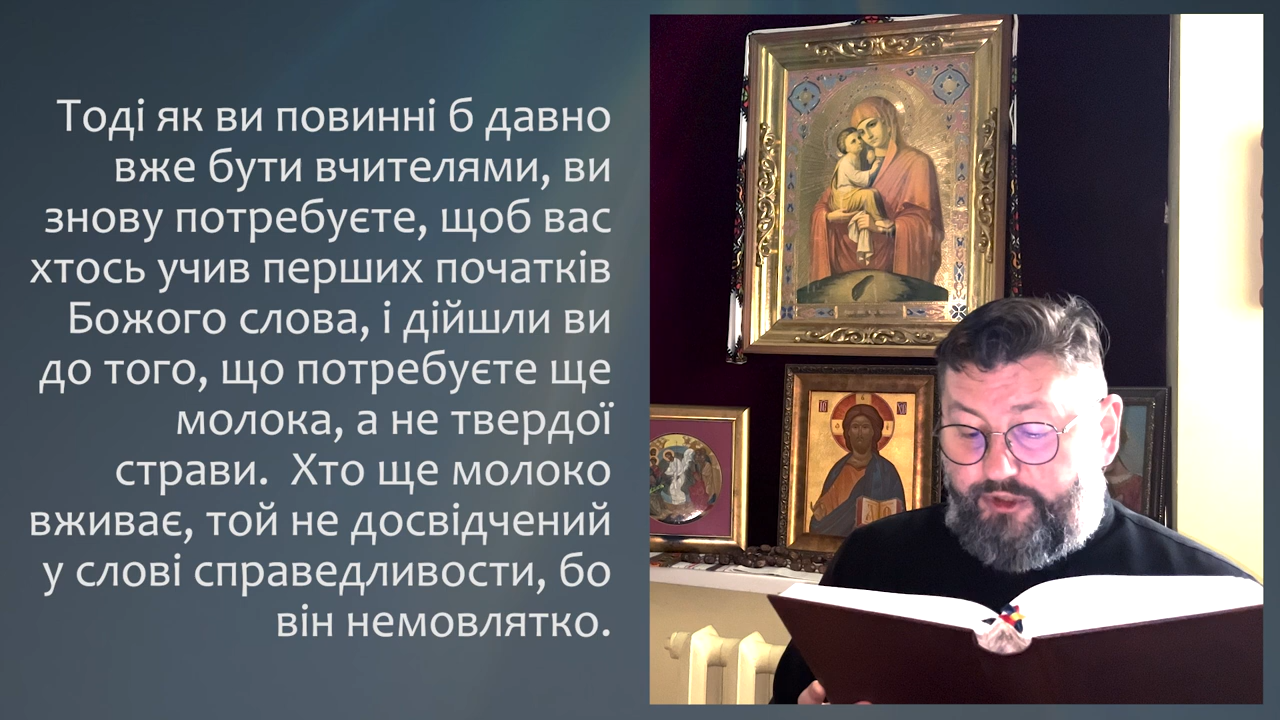 Тоді як ви повинні б давно
вже бути вчителями, ви
знову потребуєте, щоб вас
хтось учив перших початків
Божого слова, і дійшли ви
до того, що потребуєте ще
молока, а не твердої
страви.  Хто ще молоко
вживає, той не досвідчений
у слові справедливости, бо
він немовлятко.